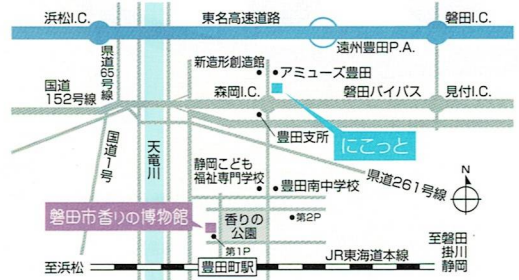 浜松I.C.
東名高速道路
磐田I.C.
県道65号線
遠州豊田P.A.
新造形創造館
アミューズ豊田
国道
152号線
森岡I.C.
磐田バイパス
見付I.C.
にこっと
豊田支所
国道1号
天竜川
静岡こども
福祉専門学校
県道261号線
豊田南中学校
N
磐田市香りの博物館
香りの
公園
第2P
第1P
至磐田
掛川
静岡
至浜松
豊田町駅
JR東海道本線